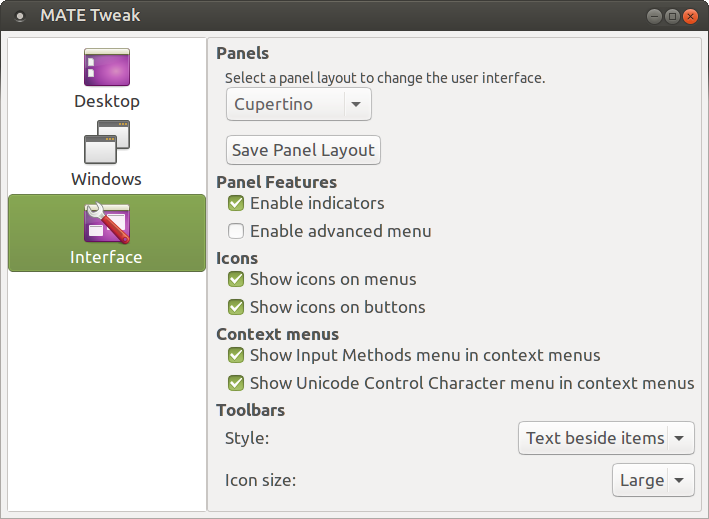 MATE Tweak
Desktop
Windows
Interface
Panels
Select a panel layout to change the user interface.
Cupertino
Save Panel Layout
Panel Features
Enable indicators
Enable advanced menu
Icons
Show icons on menus
Show icons on buttons
Context menus
Show Input Methods menu in context menus
Show Unicode Control Character menu in context menus
Toolbars
Style: Text beside items
Icon size: Large